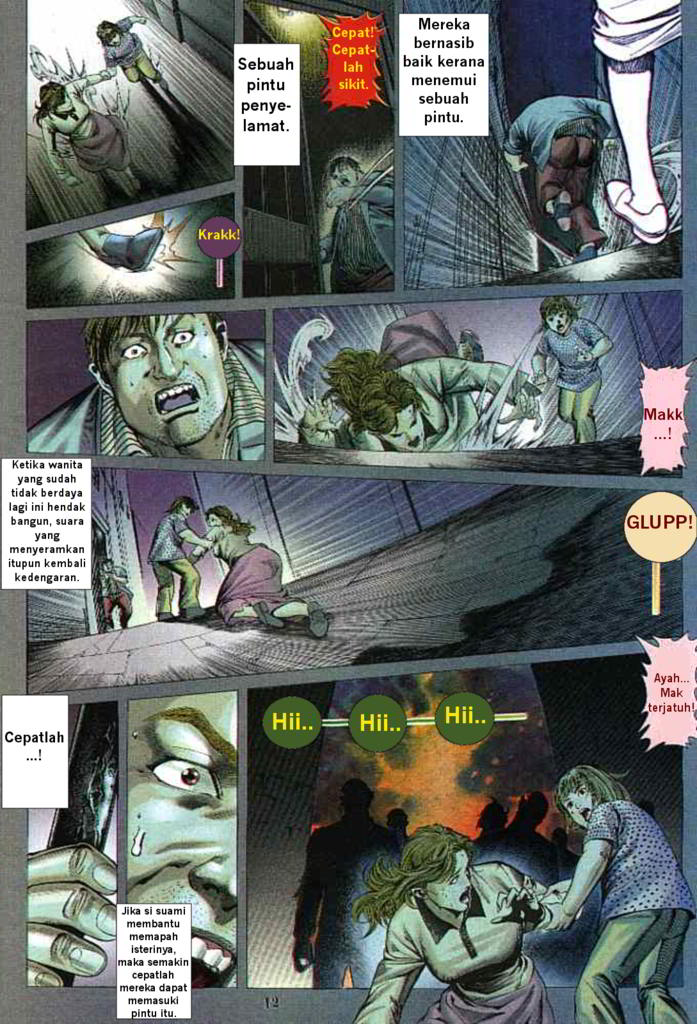 Sebuah
pintu
penye-
lamat.
Cepat!
Cepat-
lah
sikit.
Mereka
bernasib
baik kerana
menemui
sebuah
pintu.
Krakk!
Makk
...!
Ketika wanita
yang sudah
tidak berdaya
lagi ini hendak
bangun, suara
yang
menyeramkan
itupun kembali
kedengaran.
GLUPP!
Cepatlah
...!
Jika si suami
membantu
memapah
isterinya,
maka semakin
cepatlah
mereka dapat
memasuki
pintu itu.
Hii..
Hii..
Hii..
Ayah...
Mak
terjatuh!
12